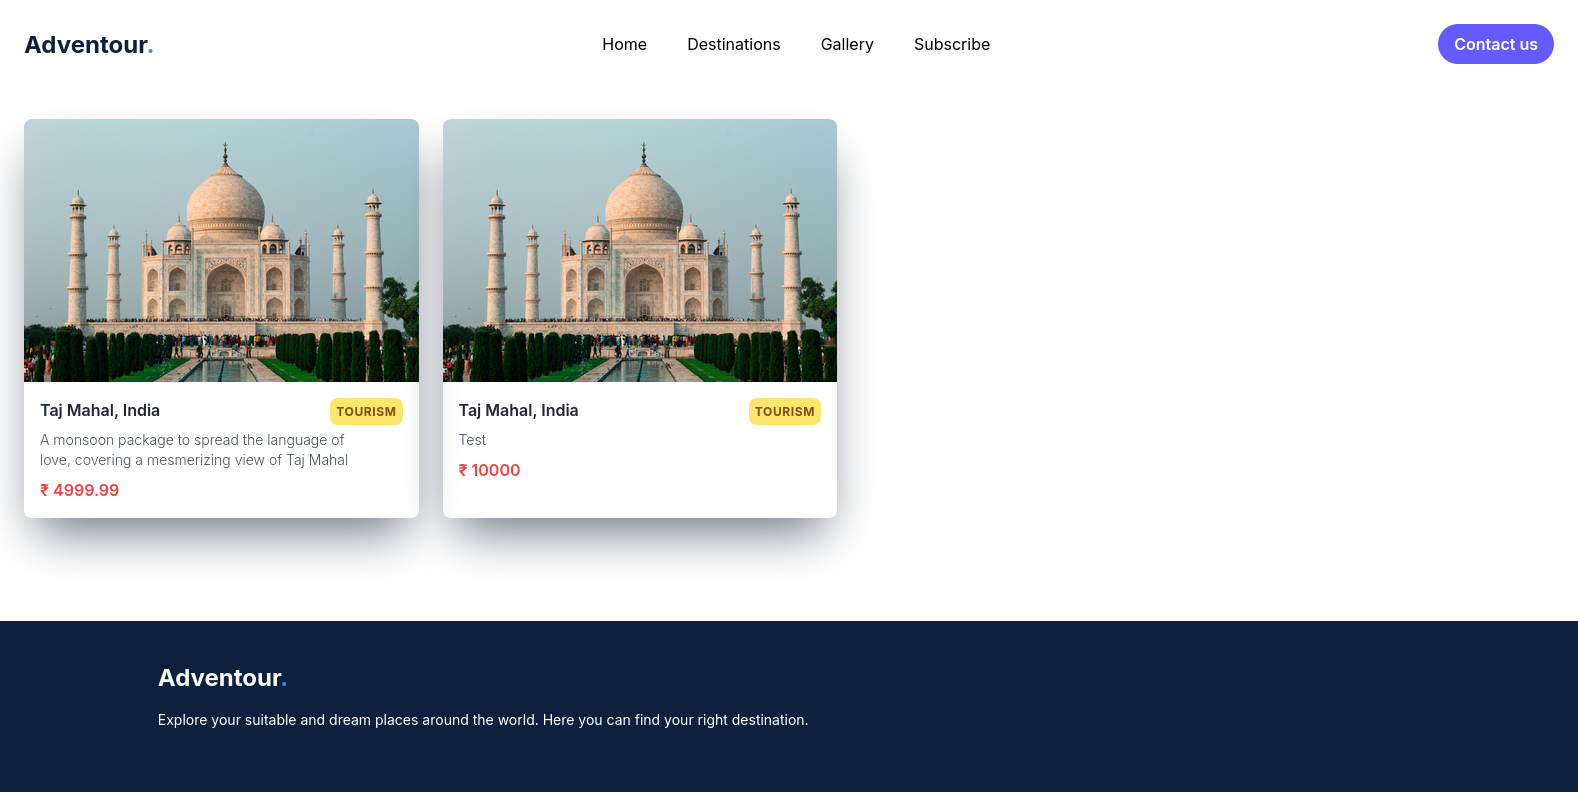 Adventour.
Home
Destinations
Gallery
Subscribe
Contact us
Taj Mahal, India
TOURISM
A monsoon package to spread the language of
love, covering a mesmerizing view of Taj Mahal
₹ 4999.99
Taj Mahal, India
TOURISM
Test
₹ 10000
Adventour.
Explore your suitable and dream places around the world. Here you can find your right destination.